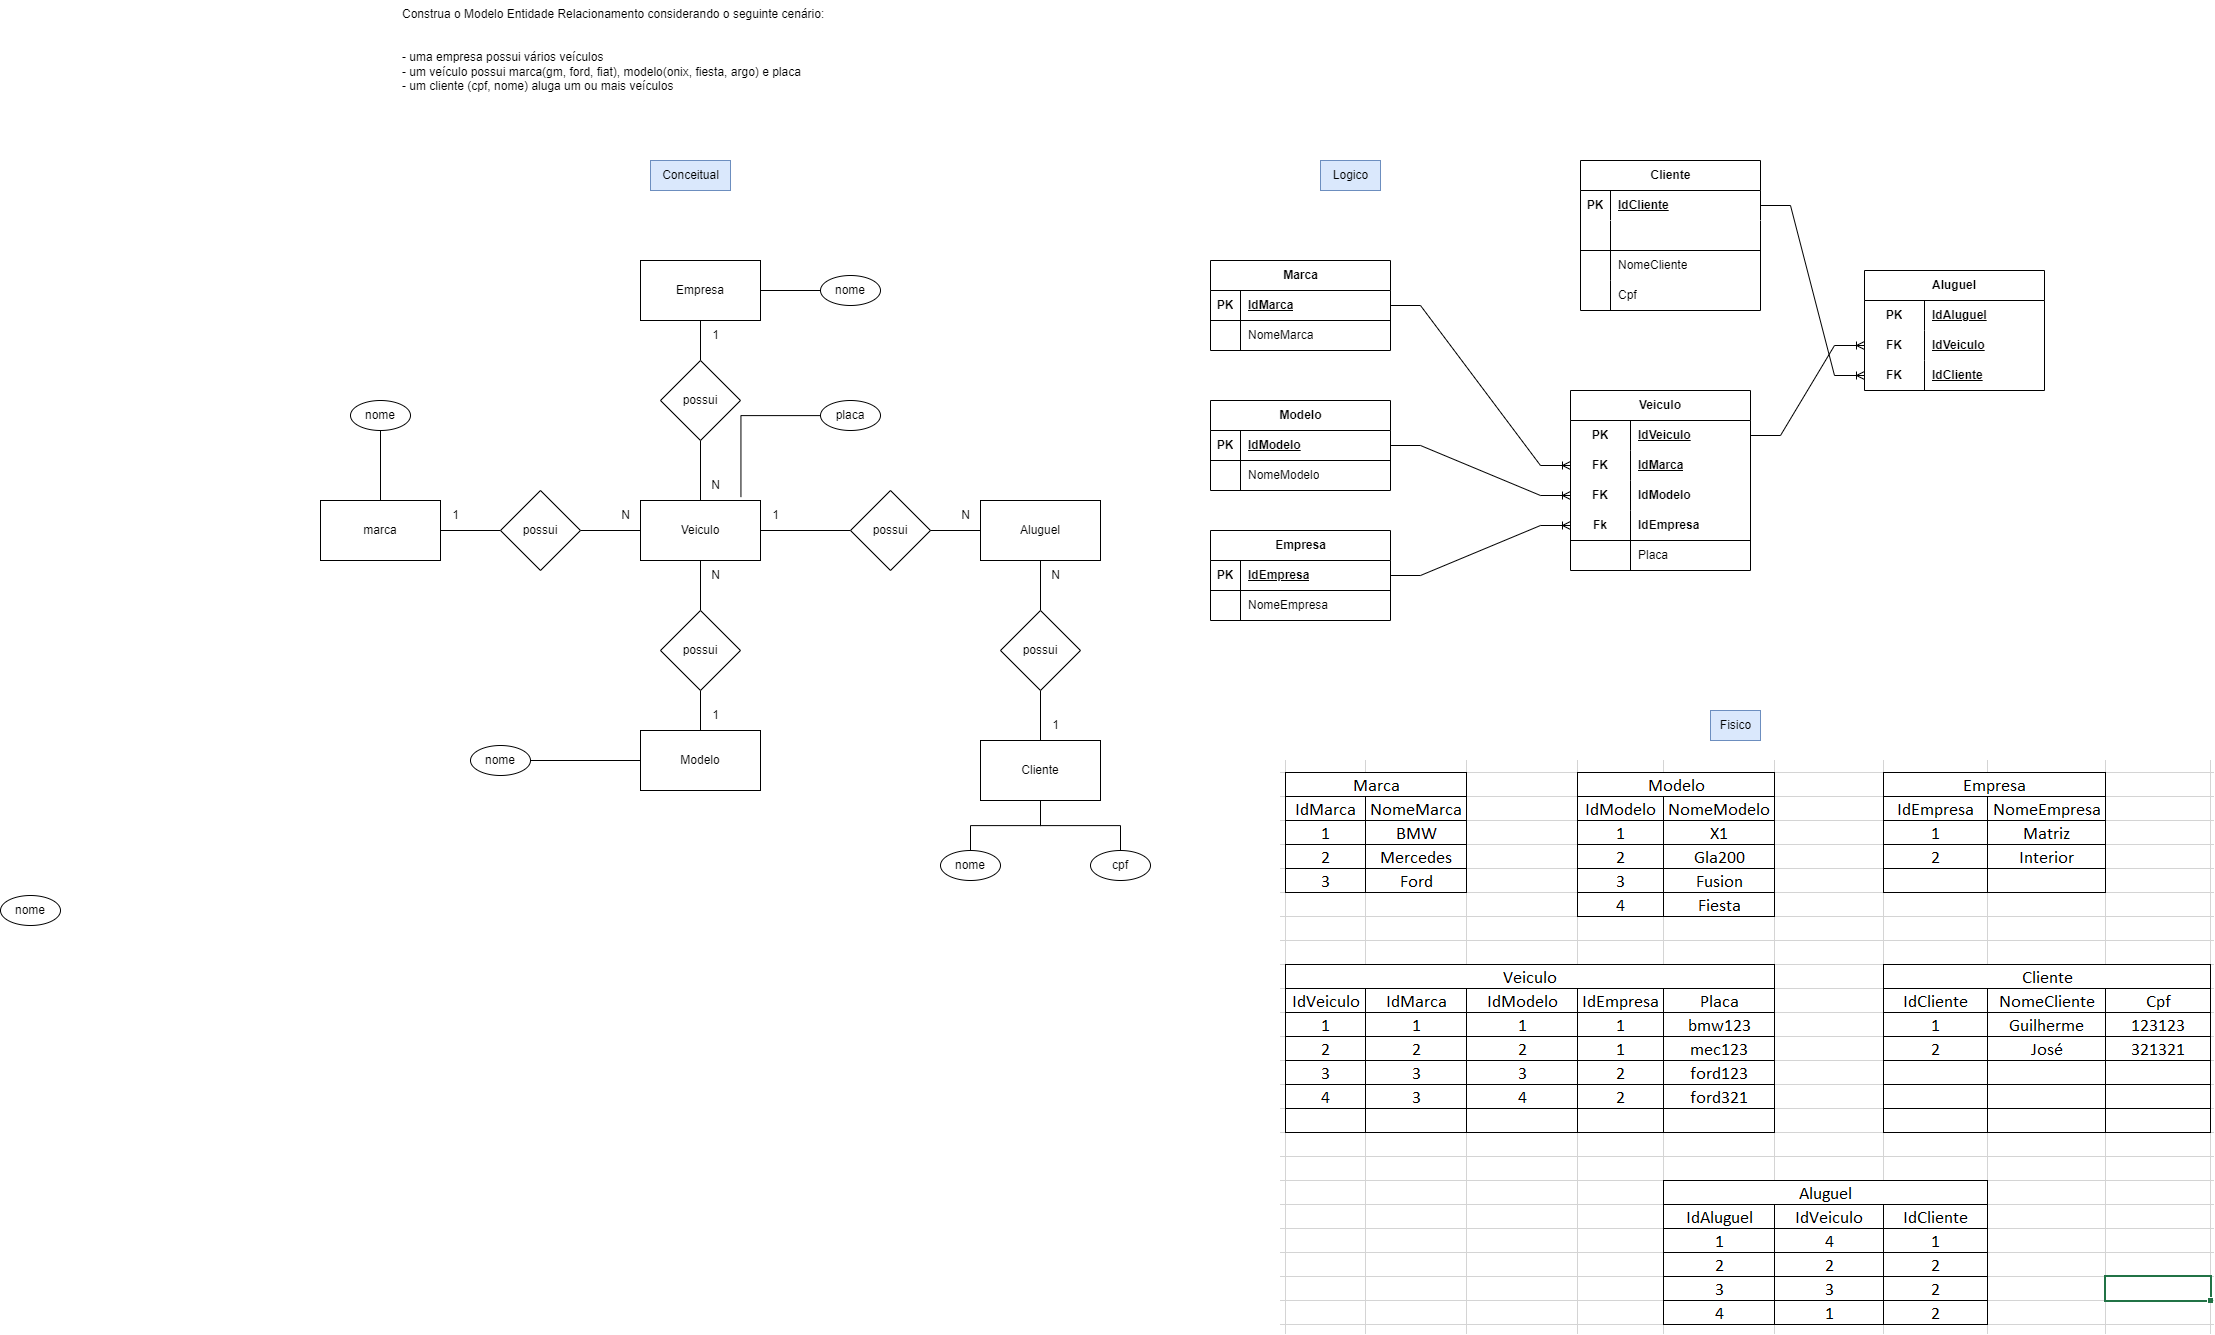 Construa o Modelo Entidade Relacionamento considerando o seguinte cenário:
- uma empresa possui vários veículos
- um veículo possui marca(gm, ford, fiat), modelo(onix, fiesta, argo) e placa
- um cliente (cpf, nome) aluga um ou mais veículos
Conceitual
Empresa
nome
1
possui
nome
placa
N
marca
1
possui
N
Veiculo
1
possui
N
Aluguel
N
N
possui
possui
1
1
nome
Modelo
Cliente
nome
cpf
nome
Logico
Cliente
PK IdCliente
NomeCliente
Cpf
Marca
PK IdMarca
NomeMarca
Aluguel
PK IdAluguel
FK IdVeiculo
FK IdCliente
Modelo
PK IdModelo
NomeModelo
Veiculo
PK IdVeiculo
FK IdMarca
FK IdModelo
Fk IdEmpresa
Placa
Empresa
PK IdEmpresa
NomeEmpresa
Fisico
Marca
IdMarca NomeMarca
1 BMW
2 Mercedes
3 Ford
Modelo
IdModelo NomeModelo
1 X1
2 Gla200
3 Fusion
4 Fiesta
Empresa
IdEmpresa NomeEmpresa
1 Matriz
2 Interior
Veiculo
IdVeiculo IdMarca IdModelo IdEmpresa Placa
1 1 1 1 bmw123
2 2 2 1 mec123
3 3 3 2 ford123
4 3 4 2 ford321
Cliente
IdCliente NomeCliente Cpf
1 Guilherme 123123
2 José 321321
Aluguel
IdAluguel IdVeiculo IdCliente
1 4 1
2 2 2
3 3 2
4 1 2